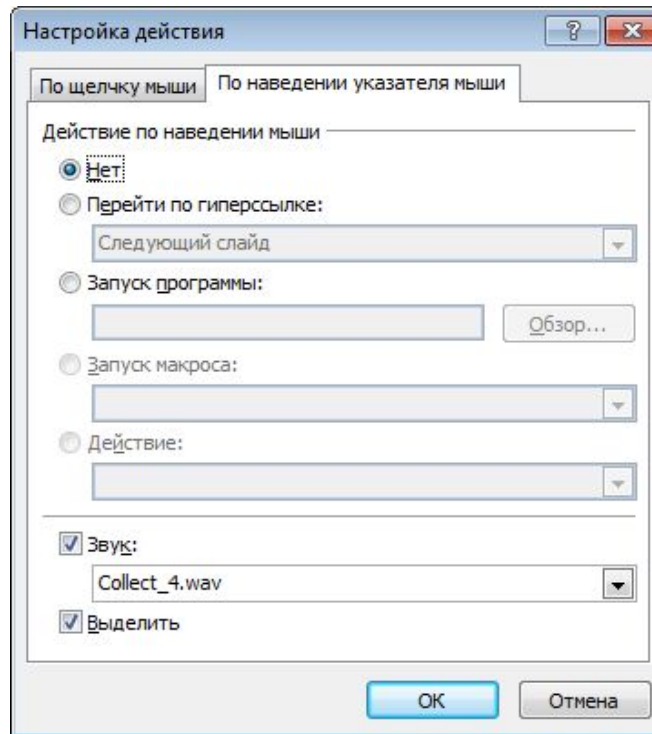 Настройка действия
По щелчку мыши По наведении указателя мыши
Действие по наведении мыши
Нет
Перейти по гиперссылке:
Следующий слайд
Запуск программы:
Обзор...
Запуск макроса:
Действие:
Звук:
Collect_4.wav
Выделить
ОК Отмена